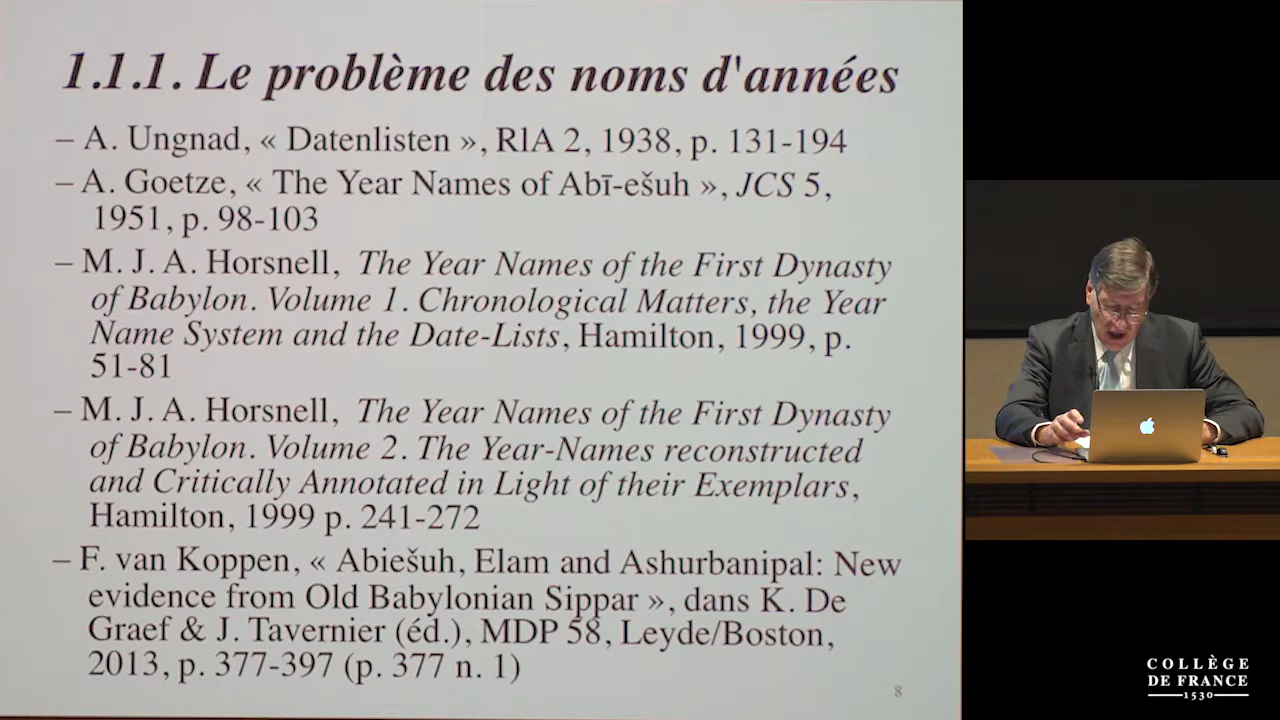 1.1.1. Le problème des noms d'années
– A. Ungnad, « Datenlisten », RlA 2, 1938, p. 131-194
– A. Goetze, « The Year Names of Abī-ešuh », JCS 5,
1951, p. 98-103
– M. J. A. Horsnell, The Year Names of the First Dynasty
of Babylon. Volume 1. Chronological Matters, the Year
Name System and the Date-Lists, Hamilton, 1999, p.
51-81
– M. J. A. Horsnell, The Year Names of the First Dynasty
of Babylon. Volume 2. The Year-Names reconstructed
and Critically Annotated in Light of their Exemplars,
Hamilton, 1999 p. 241-272
– F. van Koppen, « Abiešuh, Elam and Ashurbanipal: New
evidence from Old Babylonian Sippar », dans K. De
Graef & J. Tavernier (éd.), MDP 58, Leyde/Boston,
2013, p. 377-397 (p. 377 n. 1)
8
COLLÈGE
DE FRANCE
1530